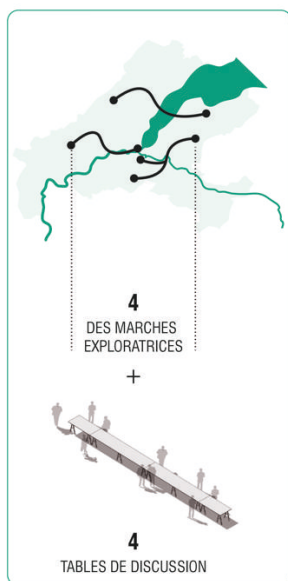 4
DES MARCHES
EXPLORATRICES
+
4
TABLES DE DISCUSSION